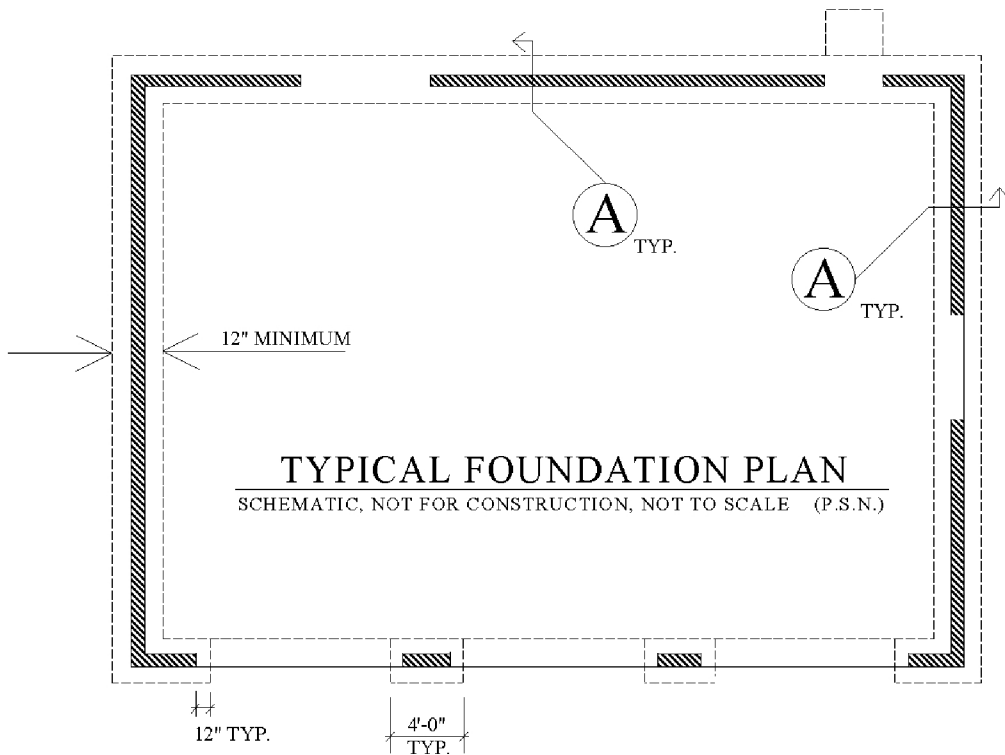 A
TYP.
A
TYP.
12" MINIMUM
TYPICAL FOUNDATION PLAN
SCHEMATIC, NOT FOR CONSTRUCTION, NOT TO SCALE (P.S.N.)
12" TYP.
4'-0"
TYP.